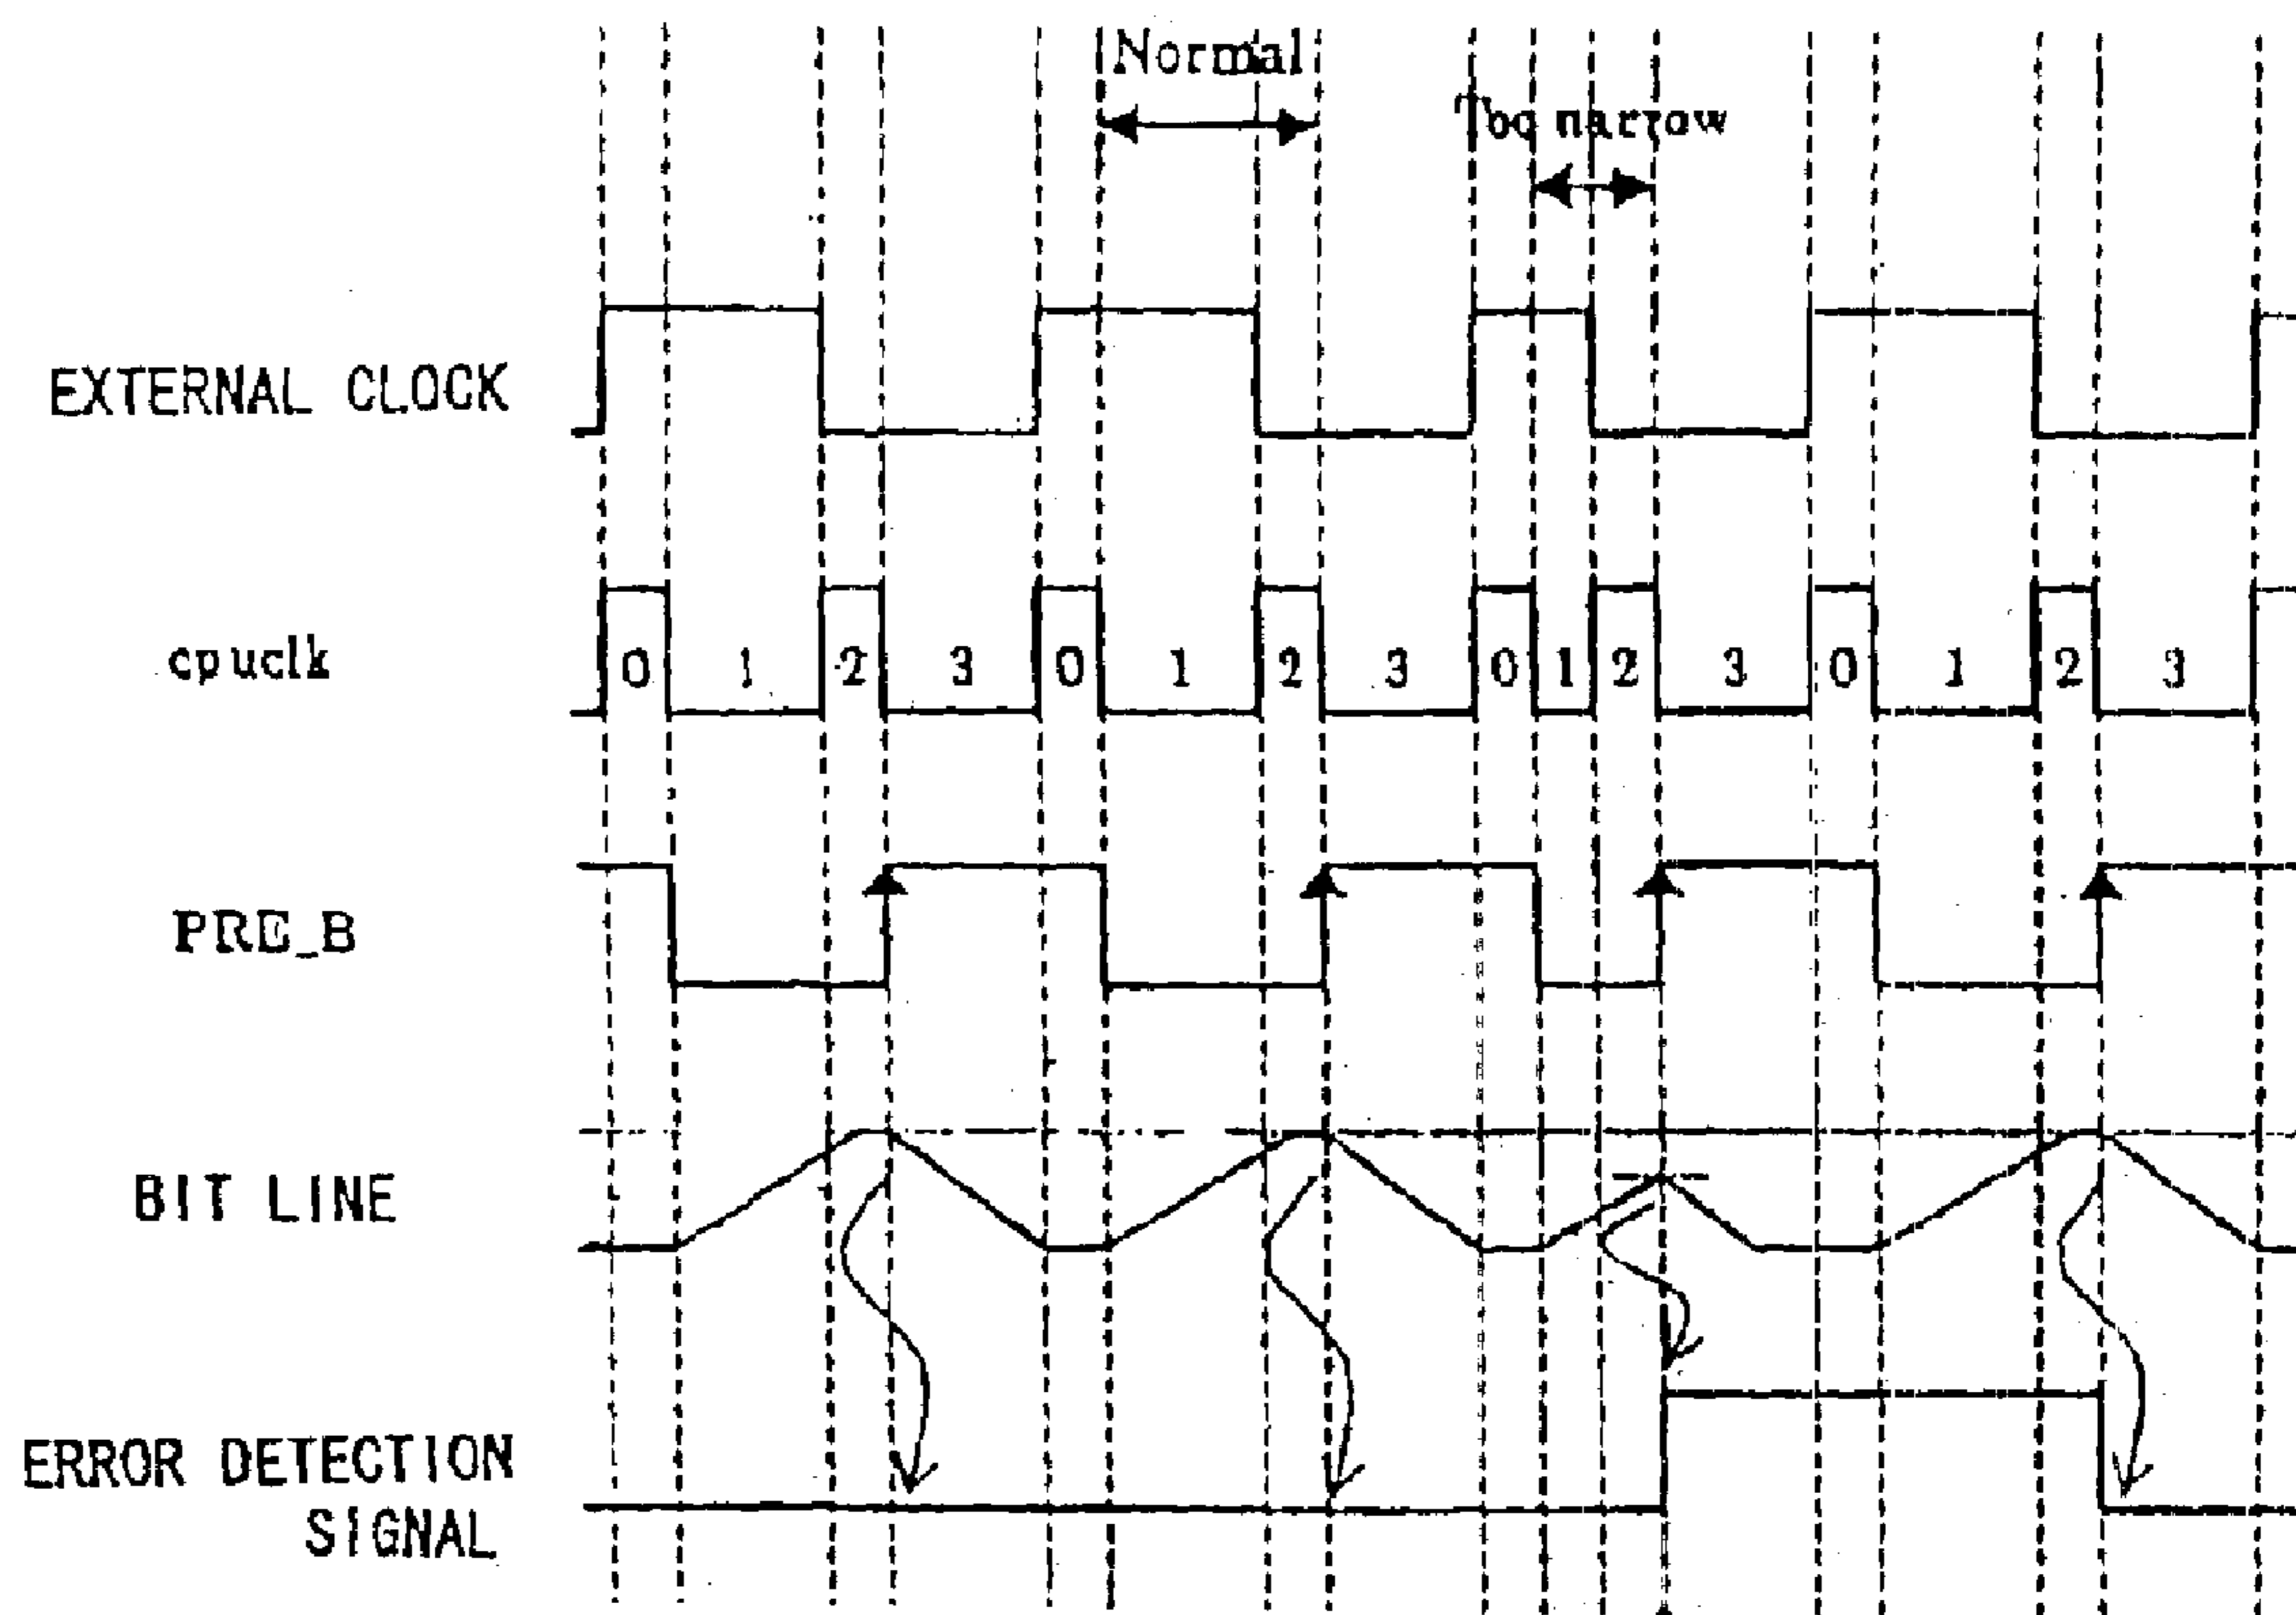 Normal
Too narrow
EXTERNAL CLOCK
cpuclk
0 1 2 3 0 1 2 3 0 1 2 3 0 1 2 3
PRE_B
BIT LINE
ERROR DETECTION
SIGNAL